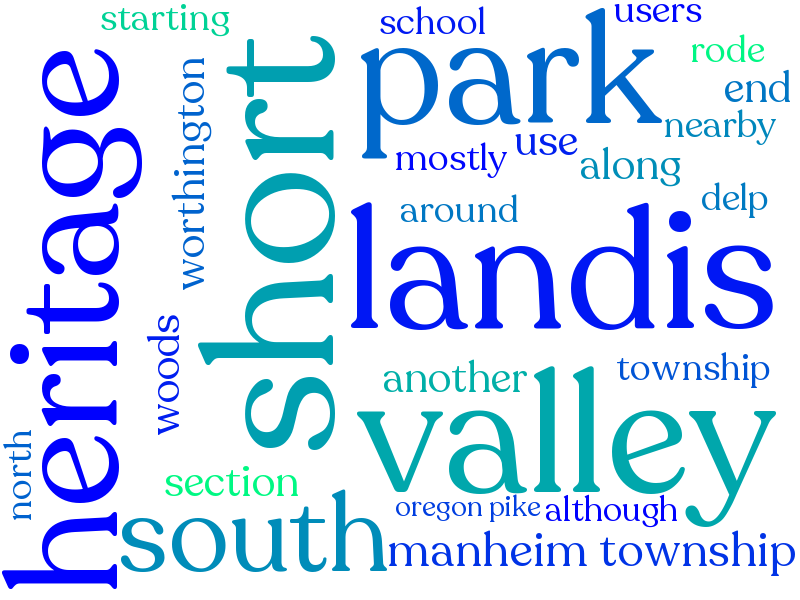 starting
school
users
park
rode
end
nearby
heritage
worthington
short
mostly
use
along
delp
around
landis
woods
another
township
valley
north
section
oregon pike
although
south
manheim township